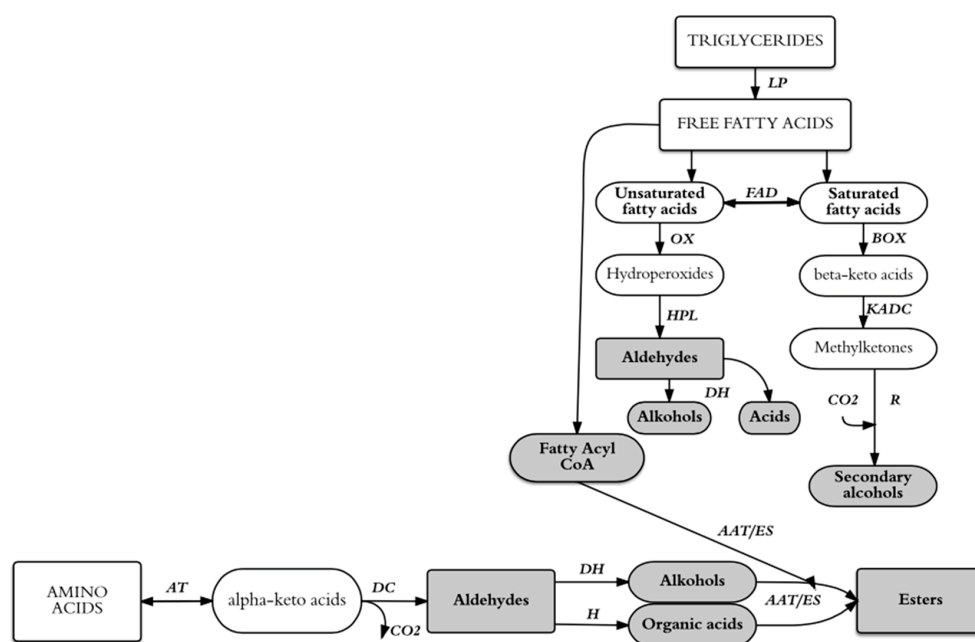 TRIGLYCERIDES
LP
FREE FATTY ACIDS
Unsaturated
fatty acids
FAD
Saturated
fatty acids
OX
BOX
Hydroperoxides
beta-keto acids
HPL
KADC
Aldehydes
Methylketones
DH
CO2
R
Alkohols
Acids
Fatty Acyl
CoA
Secondary
alcohols
AAT/ES
AMINO
ACIDS
AT
alpha-keto acids
DC
CO2
Aldehydes
DH
H
Alkohols
Organic acids
AAT/ES
Esters